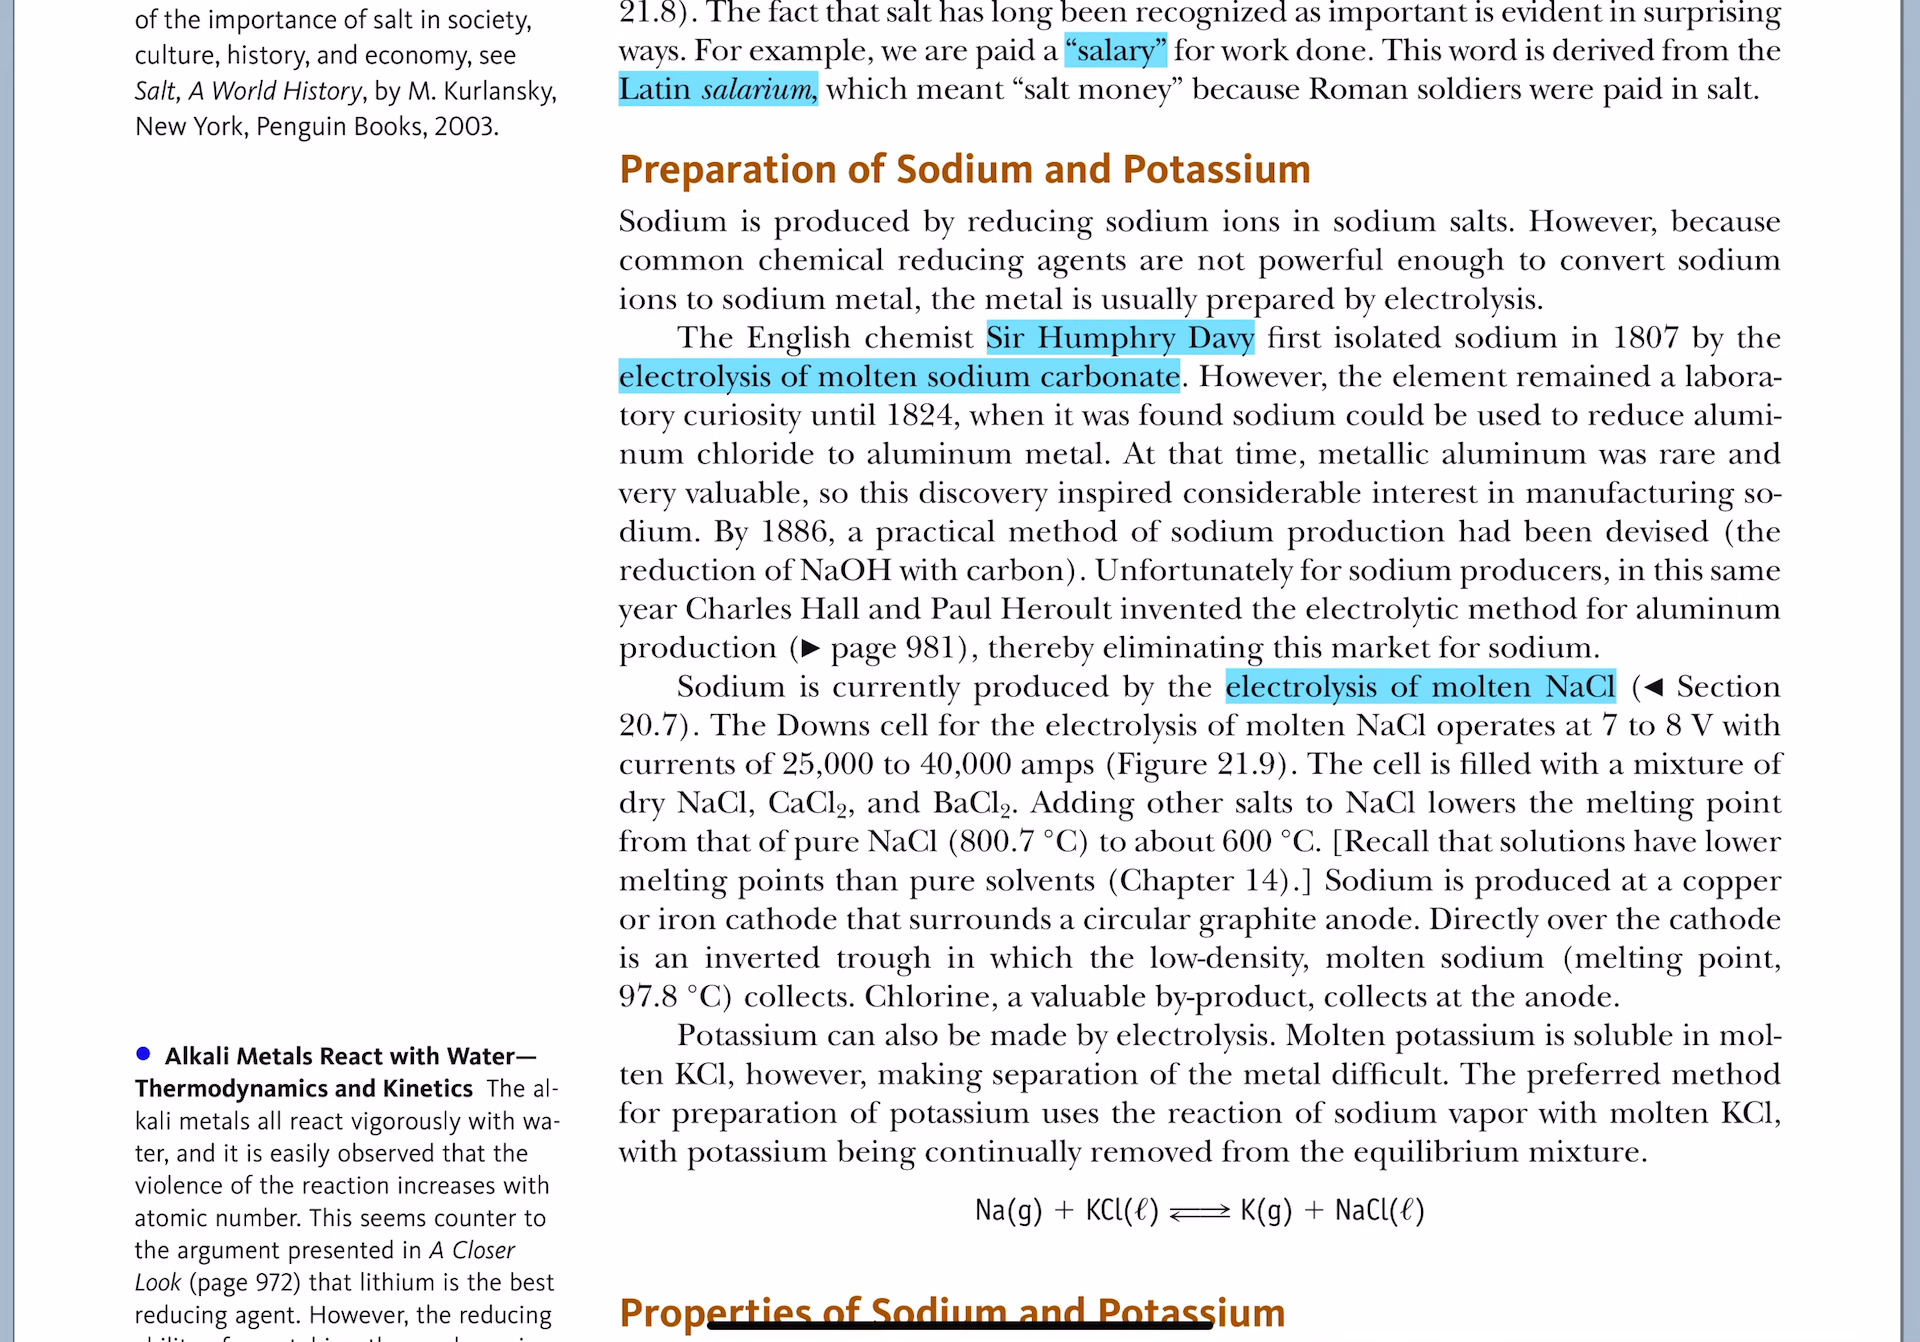 of the importance of salt in society,
culture, history, and economy, see
Salt, A World History, by M. Kurlansky,
New York, Penguin Books, 2003.
21.8). The fact that salt has long been recognized as important is evident in surprising
ways. For example, we are paid a “salary” for work done. This word is derived from the
Latin salarium, which meant “salt money” because Roman soldiers were paid in salt.
Preparation of Sodium and Potassium
Sodium is produced by reducing sodium ions in sodium salts. However, because
common chemical reducing agents are not powerful enough to convert sodium
ions to sodium metal, the metal is usually prepared by electrolysis.
The English chemist Sir Humphry Davy first isolated sodium in 1807 by the
electrolysis of molten sodium carbonate. However, the element remained a labora-
tory curiosity until 1824, when it was found sodium could be used to reduce alumi-
num chloride to aluminum metal. At that time, metallic aluminum was rare and
very valuable, so this discovery inspired considerable interest in manufacturing so-
dium. By 1886, a practical method of sodium production had been devised (the
reduction of NaOH with carbon). Unfortunately for sodium producers, in this same
year Charles Hall and Paul Heroult invented the electrolytic method for aluminum
production (▶ page 981), thereby eliminating this market for sodium.
Sodium is currently produced by the electrolysis of molten NaCl (◀ Section
20.7). The Downs cell for the electrolysis of molten NaCl operates at 7 to 8 V with
currents of 25,000 to 40,000 amps (Figure 21.9). The cell is filled with a mixture of
dry NaCl, CaCl₂, and BaCl₂. Adding other salts to NaCl lowers the melting point
from that of pure NaCl (800.7 °C) to about 600 °C. [Recall that solutions have lower
melting points than pure solvents (Chapter 14).] Sodium is produced at a copper
or iron cathode that surrounds a circular graphite anode. Directly over the cathode
is an inverted trough in which the low-density, molten sodium (melting point,
97.8 °C) collects. Chlorine, a valuable by-product, collects at the anode.
Potassium can also be made by electrolysis. Molten potassium is soluble in mol-
ten KCl, however, making separation of the metal difficult. The preferred method
for preparation of potassium uses the reaction of sodium vapor with molten KCl,
with potassium being continually removed from the equilibrium mixture.
Na(g) + KCl(ℓ) ⇌ K(g) + NaCl(ℓ)
● Alkali Metals React with Water—
Thermodynamics and Kinetics The al-
kali metals all react vigorously with wa-
ter, and it is easily observed that the
violence of the reaction increases with
atomic number. This seems counter to
the argument presented in A Closer
Look (page 972) that lithium is the best
reducing agent. However, the reducing
Properties of Sodium and Potassium